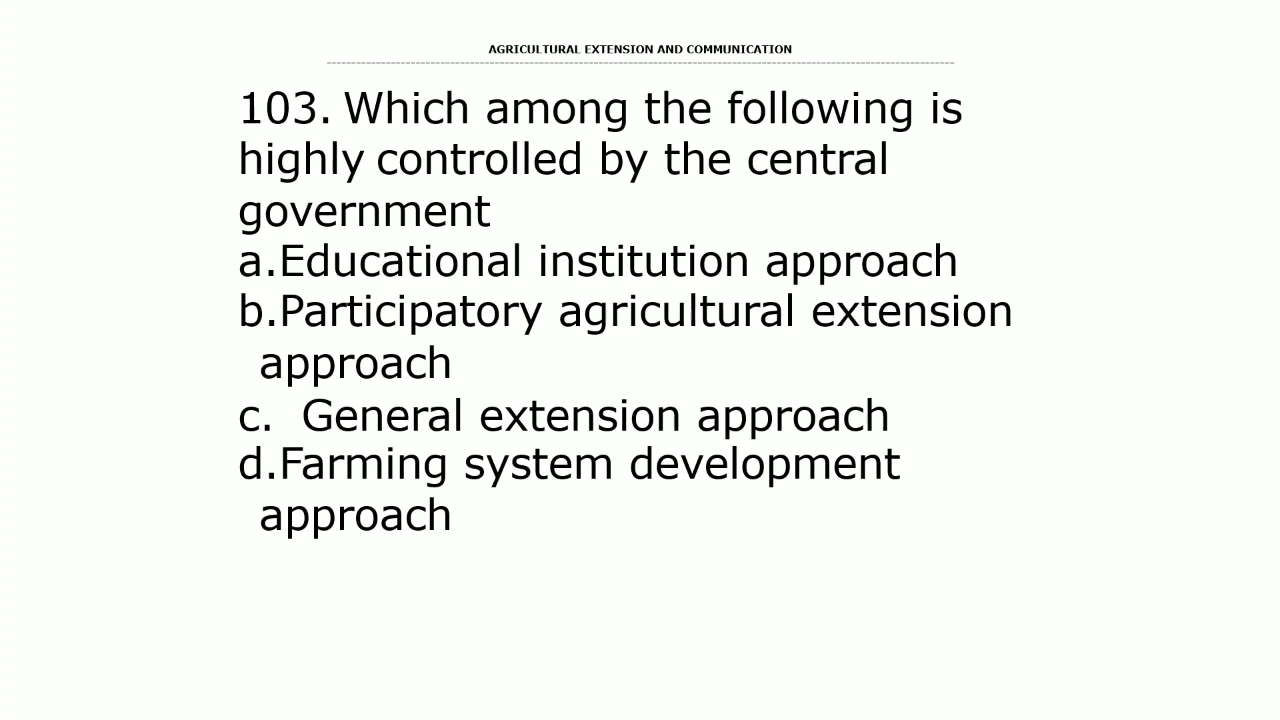 AGRICULTURAL EXTENSION AND COMMUNICATION
103. Which among the following is
highly controlled by the central
government
a.Educational institution approach
b.Participatory agricultural extension
approach
c. General extension approach
d.Farming system development
approach